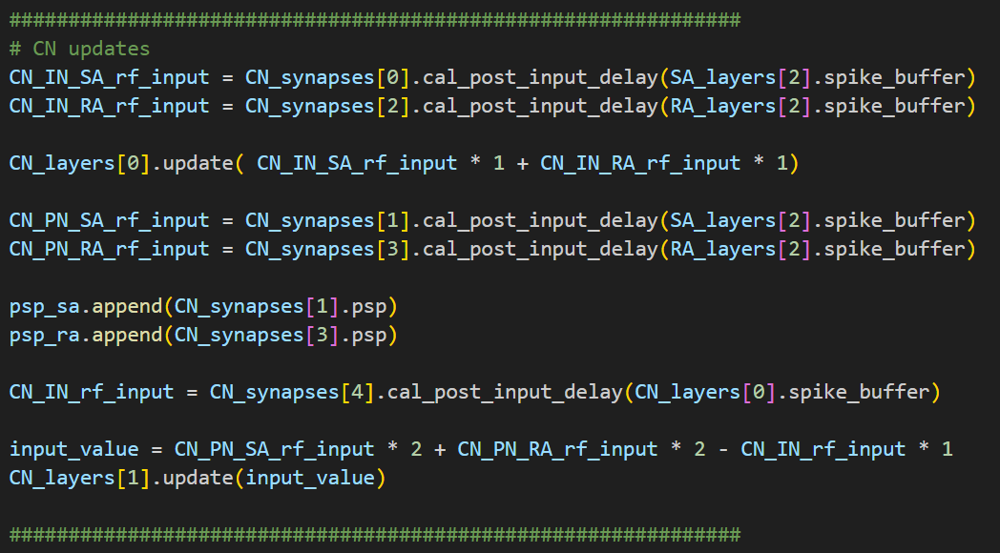 ##############################################################
# CN updates
CN_IN_SA_rf_input = CN_synapses[0].cal_post_input_delay(SA_layers[2].spike_buffer)
CN_IN_RA_rf_input = CN_synapses[2].cal_post_input_delay(RA_layers[2].spike_buffer)
CN_layers[0].update( CN_IN_SA_rf_input * 1 + CN_IN_RA_rf_input * 1)
CN_PN_SA_rf_input = CN_synapses[1].cal_post_input_delay(SA_layers[2].spike_buffer)
CN_PN_RA_rf_input = CN_synapses[3].cal_post_input_delay(RA_layers[2].spike_buffer)
psp_sa.append(CN_synapses[1].psp)
psp_ra.append(CN_synapses[3].psp)
CN_IN_rf_input = CN_synapses[4].cal_post_input_delay(CN_layers[0].spike_buffer)
input_value = CN_PN_SA_rf_input * 2 + CN_PN_RA_rf_input * 2 - CN_IN_rf_input * 1
CN_layers[1].update(input_value)
##############################################################